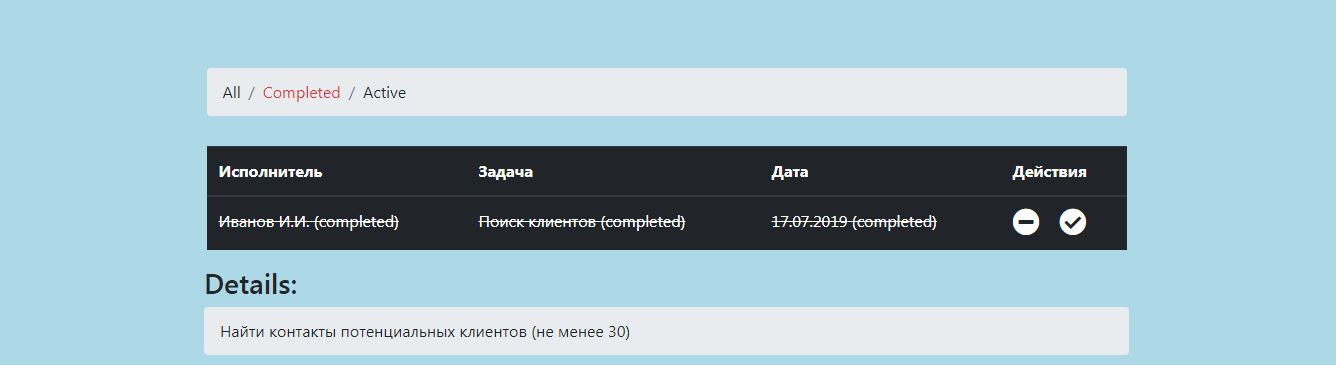 All / Completed / Active
Исполнитель Задача Дата Действия
Иванов И.И. (completed) Поиск клиентов (completed) 17.07.2019 (completed)
Details:
Найти контакты потенциальных клиентов (не менее 30)